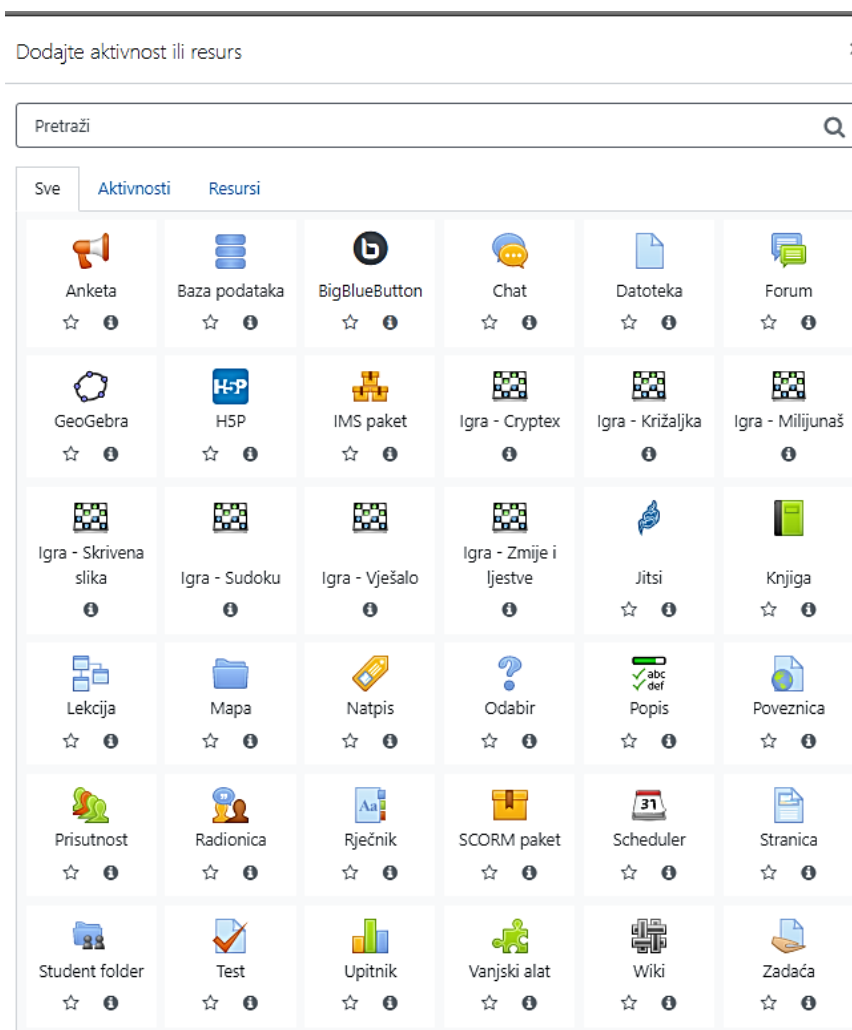 Dodajte aktivnost ili resurs
Pretraži
Sve Aktivnosti Resursi
Anketa Baza podataka BigBlueButton Chat Datoteka Forum
GeoGebra H5P IMS paket Igra - Cryptex Igra - Križaljka Igra - Milijunaš
Igra - Skrivena slika Igra - Sudoku Igra - Vješalo Igra - Zmije i ljestve Jitsi Knjiga
Lekcija Mapa Natpis Odabir Popis Poveznica
Prisutnost Radionica Rječnik SCORM paket Scheduler Stranica
Student folder Test Upitnik Vanjski alat Wiki Zadaća